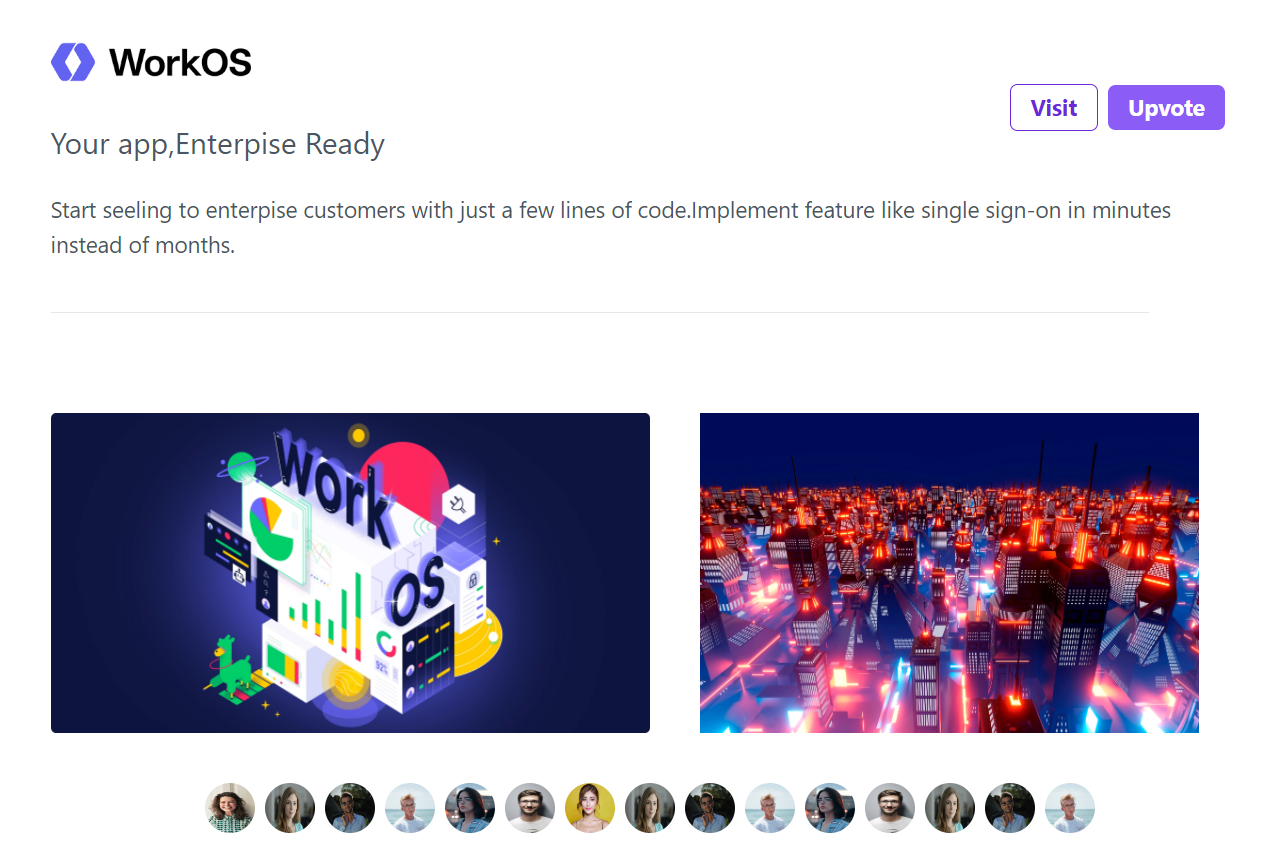 WorkOS
Visit
Upvote
Your app,Enterpise Ready
Start seeling to enterpise customers with just a few lines of code.Implement feature like single sign-on in minutes
instead of months.
Work
OS
92%